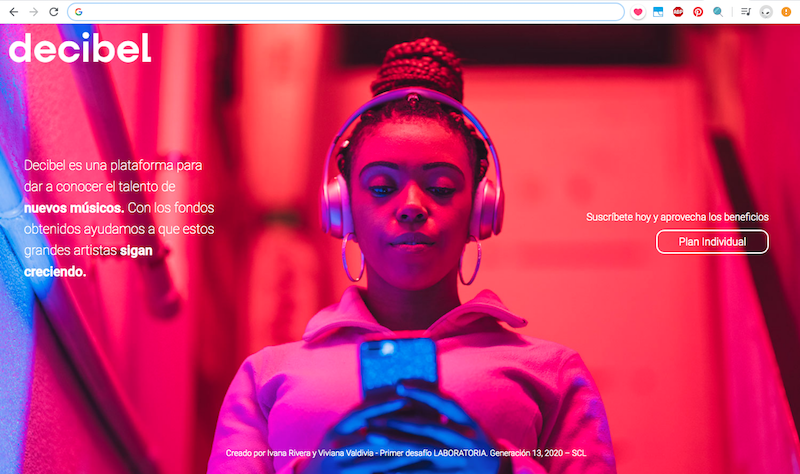 decibel
Decibel es una plataforma para
dar a conocer el talento de
nuevos músicos. Con los fondos
obtenidos ayudamos a que estos
grandes artistas sigan
creciendo.
Suscríbete hoy y aprovecha los beneficios
Plan Individual
Creado por Ivana Rivera y Viviana Valdivia - Primer desafío LABORATORIA. Generación 13, 2020 – SCL